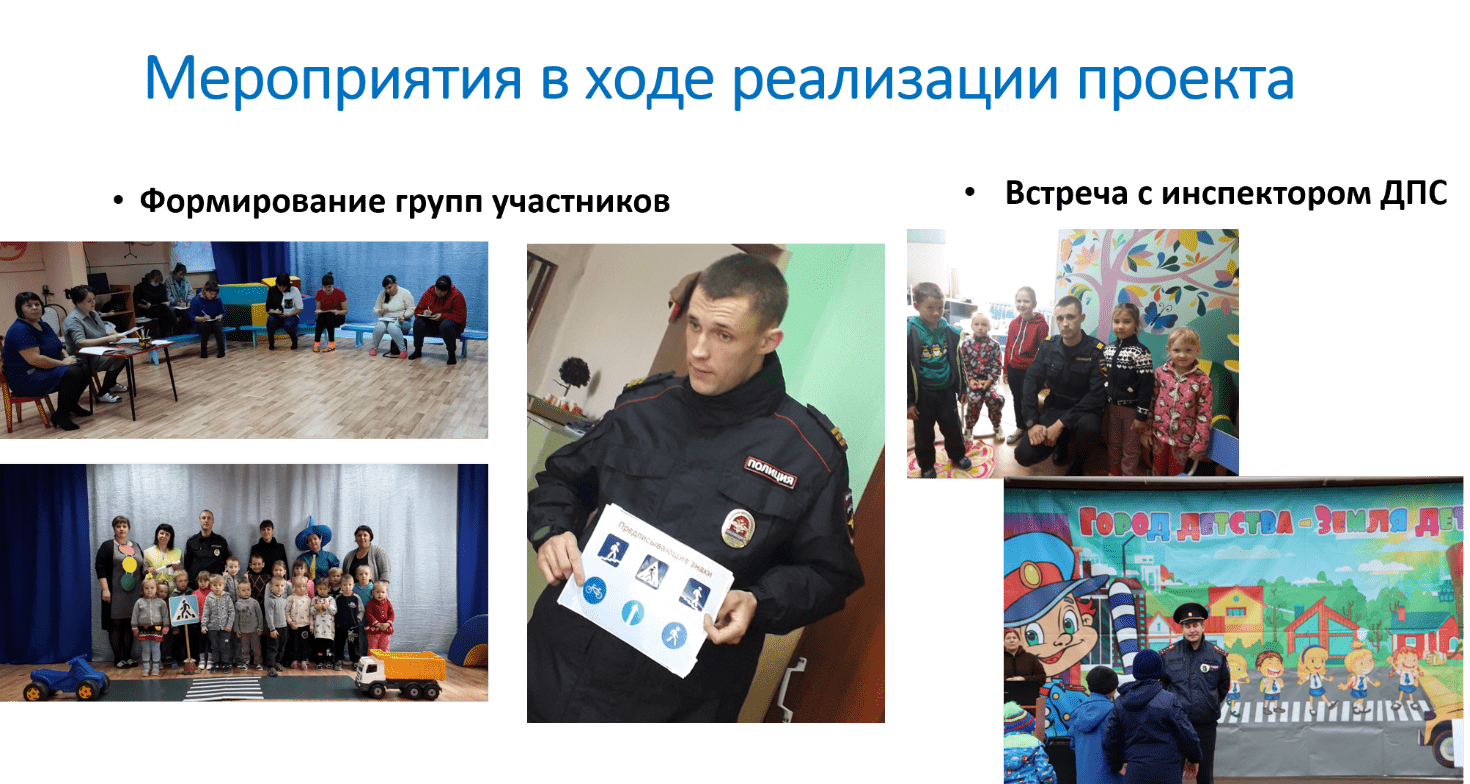 Мероприятия в ходе реализации проекта
• Формирование групп участников
• Встреча с инспектором ДПС
ПОЛИЦИЯ
Предписывающие знаки
ГОРОД ДЕТСТВА - ЗЕМЛЯ ДЕТ